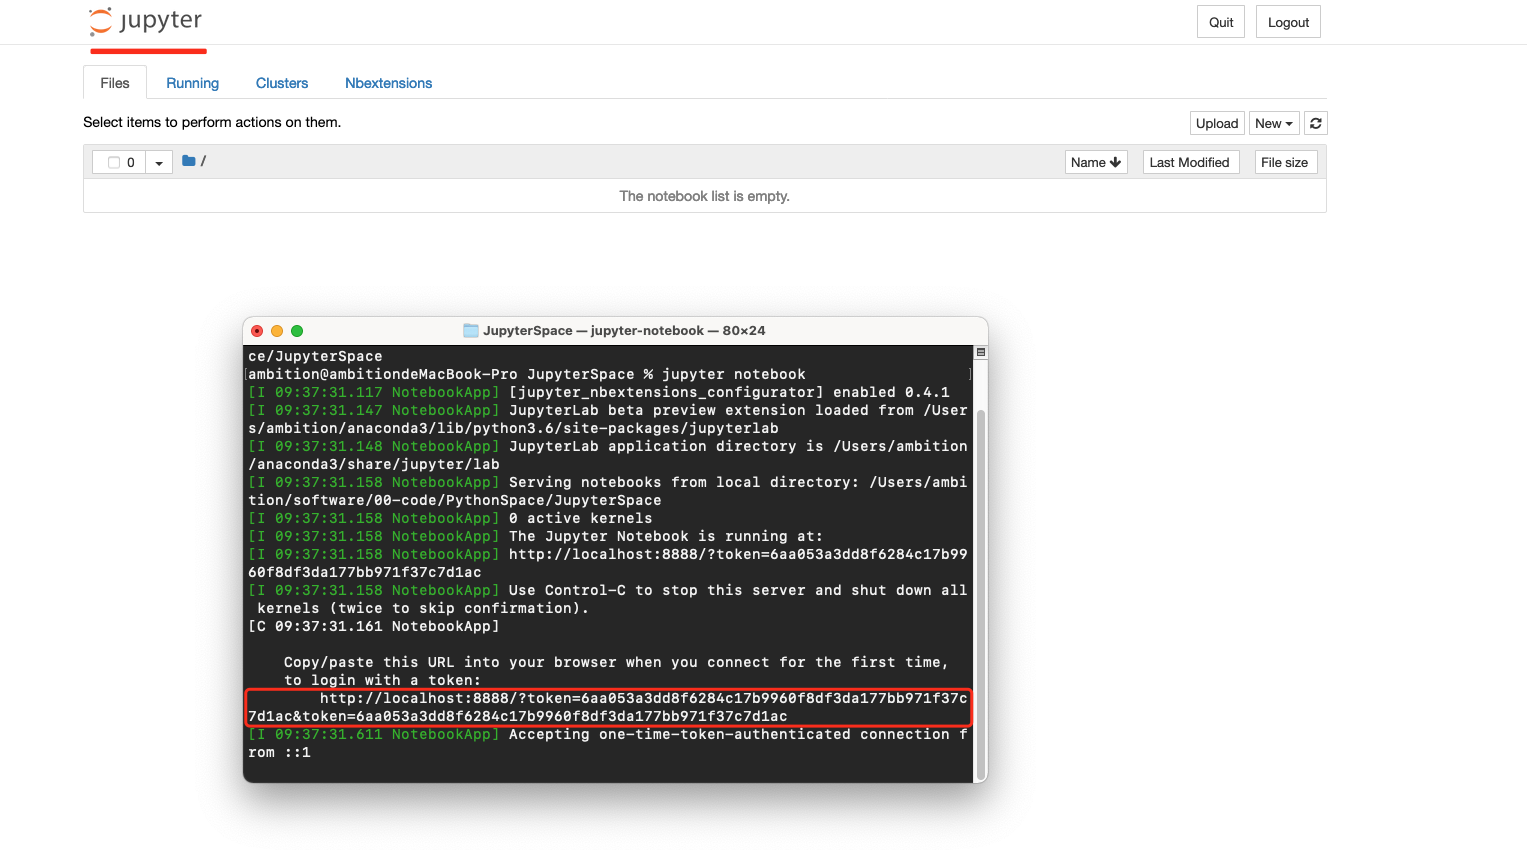 jupyter
Quit Logout
Files Running Clusters Nbextensions
Select items to perform actions on them.
Upload New
0 /
Name Last Modified File size
The notebook list is empty.
JupyterSpace — jupyter-notebook — 80×24
ce/JupyterSpace
[ambition@ambitiondeMacBook-Pro JupyterSpace % jupyter notebook ]
[I 09:37:31.117 NotebookApp] [jupyter_nbextensions_configurator] enabled 0.4.1
[I 09:37:31.147 NotebookApp] JupyterLab beta preview extension loaded from /User
s/ambition/anaconda3/lib/python3.6/site-packages/jupyterlab
[I 09:37:31.148 NotebookApp] JupyterLab application directory is /Users/ambition
/anaconda3/share/jupyter/lab
[I 09:37:31.158 NotebookApp] Serving notebooks from local directory: /Users/ambi
tion/software/00-code/PythonSpace/JupyterSpace
[I 09:37:31.158 NotebookApp] 0 active kernels
[I 09:37:31.158 NotebookApp] The Jupyter Notebook is running at:
[I 09:37:31.158 NotebookApp] http://localhost:8888/?token=6aa053a3dd8f6284c17b99
60f8df3da177bb971f37c7d1ac
[I 09:37:31.158 NotebookApp] Use Control-C to stop this server and shut down all
kernels (twice to skip confirmation).
[C 09:37:31.161 NotebookApp]
Copy/paste this URL into your browser when you connect for the first time,
to login with a token:
http://localhost:8888/?token=6aa053a3dd8f6284c17b9960f8df3da177bb971f37c
7d1ac&token=6aa053a3dd8f6284c17b9960f8df3da177bb971f37c7d1ac
[I 09:37:31.611 NotebookApp] Accepting one-time-token-authenticated connection f
rom ::1